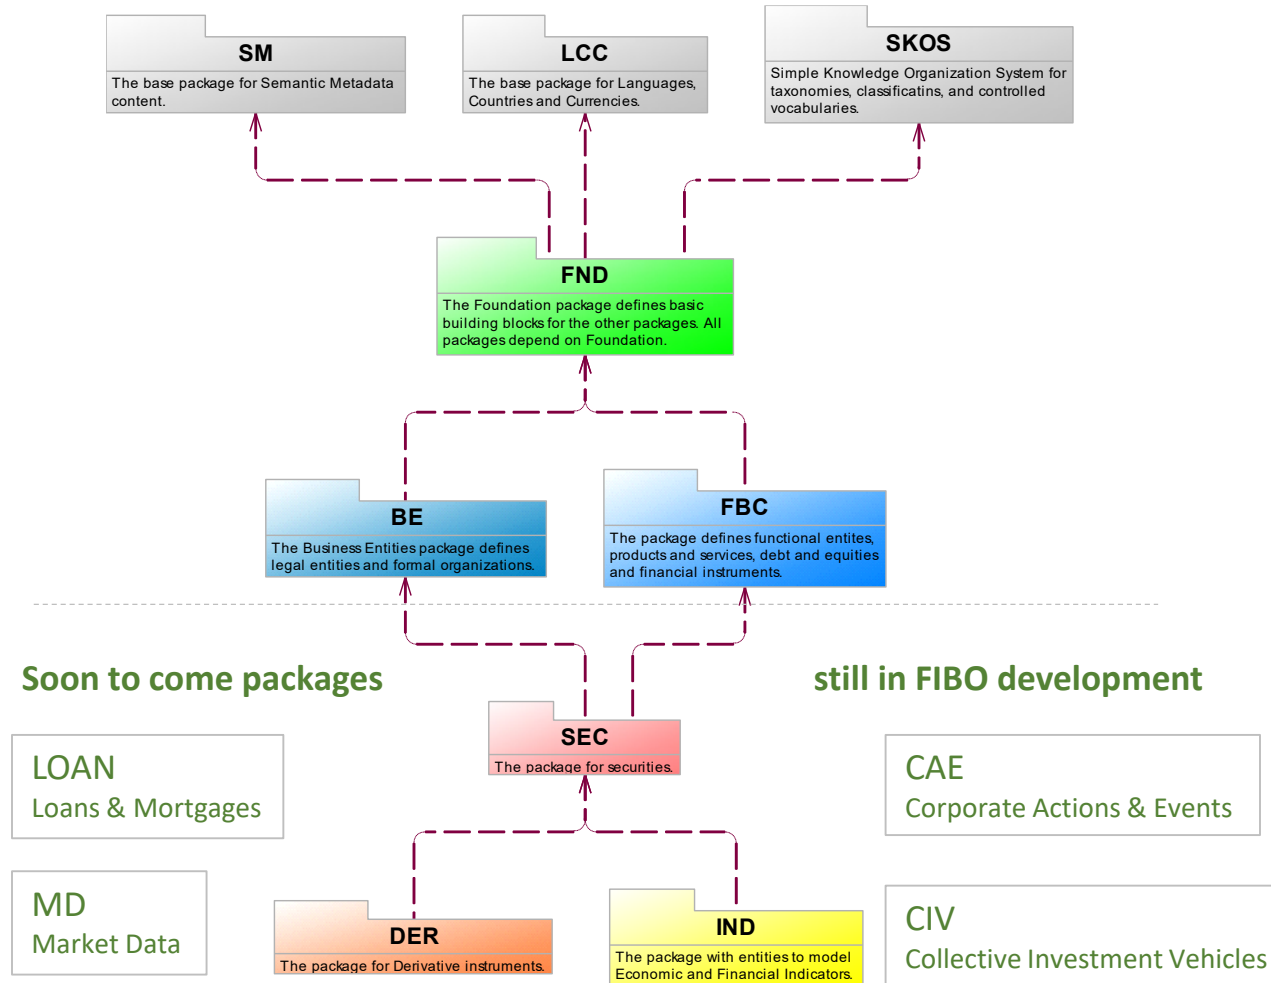 SM
The base package for Semantic Metadata
content.
LCC
The base package for Languages,
Countries and Currencies.
SKOS
Simple Knowledge Organization System for
taxonomies, classificatins, and controlled
vocabularies.
FND
The Foundation package defines basic
building blocks for the other packages. All
packages depend on Foundation.
BE
The Business Entities package defines
legal entities and formal organizations.
FBC
The package defines functional entites,
products and services, debt and equities
and financial instruments.
Soon to come packages
still in FIBO development
SEC
The package for securities.
LOAN
Loans & Mortgages
CAE
Corporate Actions & Events
MD
Market Data
DER
The package for Derivative instruments.
IND
The package with entities to model
Economic and Financial Indicators.
CIV
Collective Investment Vehicles